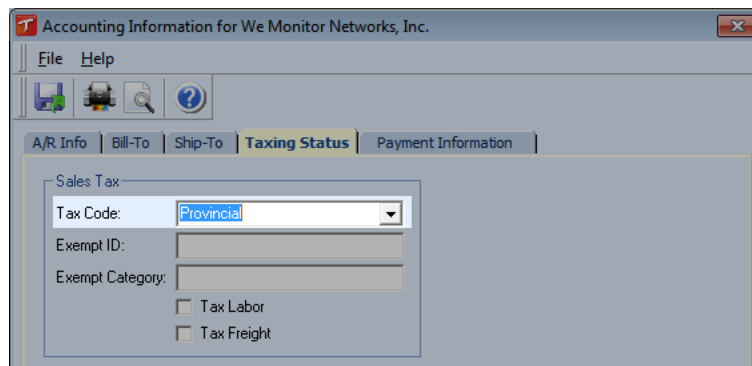 Accounting Information for We Monitor Networks, Inc.
File Help
A/R Info Bill-To Ship-To Taxing Status Payment Information
Sales Tax
Tax Code: Provincial
Exempt ID:
Exempt Category:
Tax Labor
Tax Freight